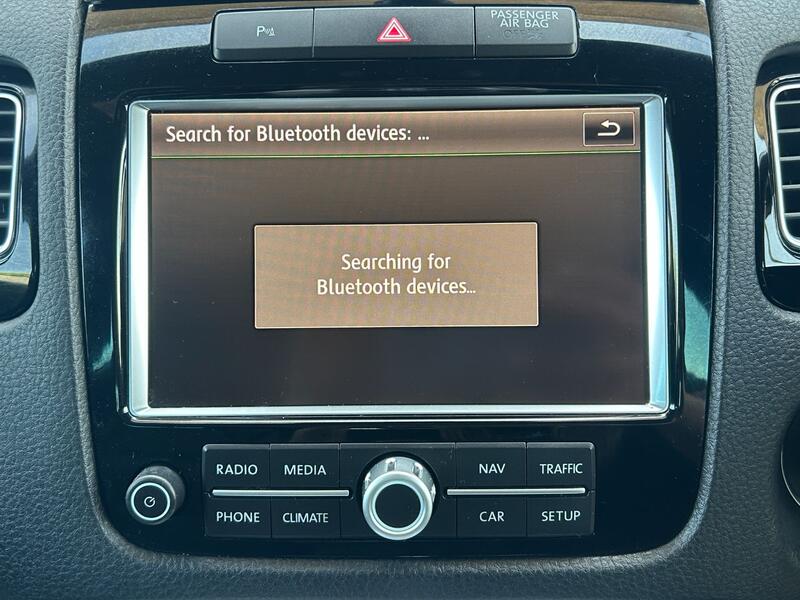 P
PASSENGER
AIR BAG
OFF
Search for Bluetooth devices: ...
Searching for
Bluetooth devices...
RADIO
MEDIA
NAV
TRAFFIC
PHONE
CLIMATE
CAR
SETUP